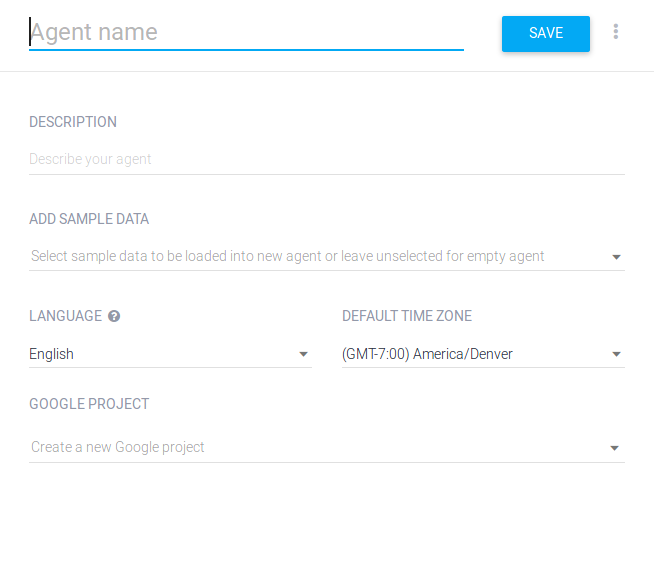 Agent name
SAVE
DESCRIPTION
Describe your agent
ADD SAMPLE DATA
Select sample data to be loaded into new agent or leave unselected for empty agent
LANGUAGE ?
DEFAULT TIME ZONE
English
(GMT-7:00) America/Denver
GOOGLE PROJECT
Create a new Google project